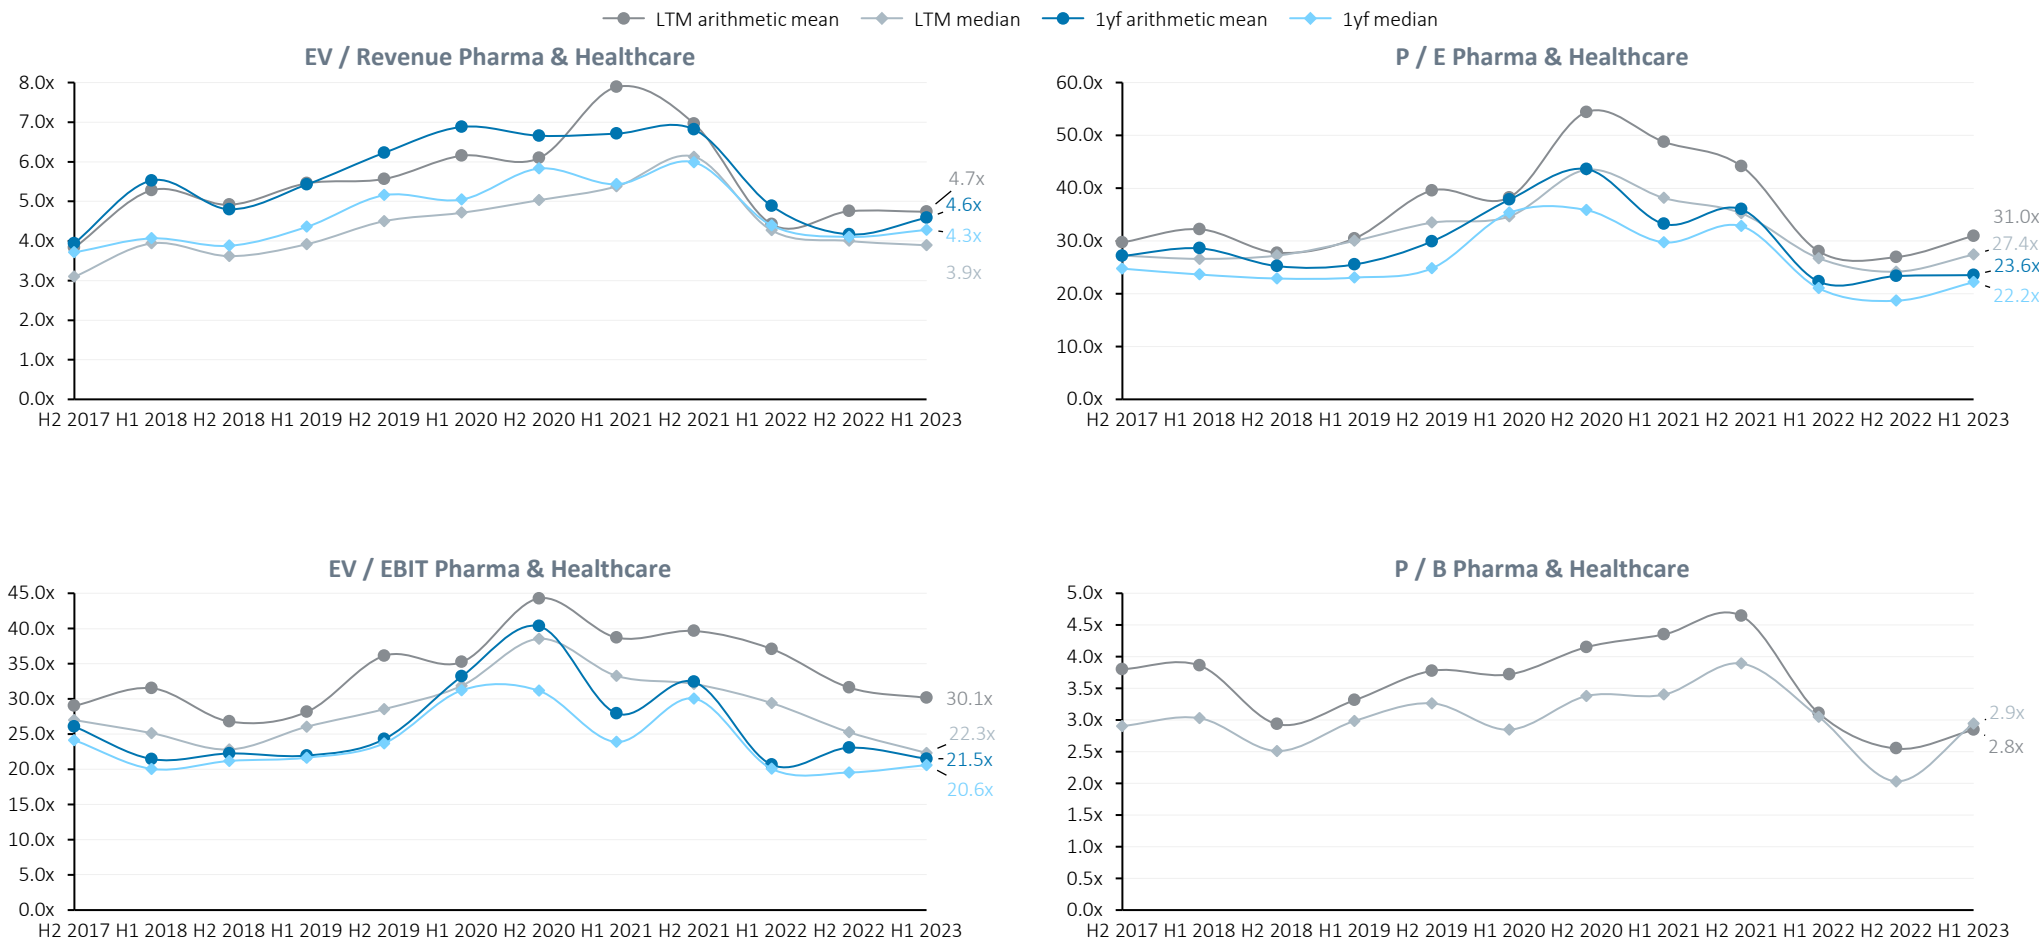 LTM arithmetic mean LTM median 1yf arithmetic mean 1yf median
EV / Revenue Pharma & Healthcare
8.0x
7.0x
6.0x
5.0x
4.0x
3.0x
2.0x
1.0x
0.0x
4.7x
4.6x
4.3x
3.9x
H2 2017 H1 2018 H2 2018 H1 2019 H2 2019 H1 2020 H2 2020 H1 2021 H2 2021 H1 2022 H2 2022 H1 2023
P / E Pharma & Healthcare
60.0x
50.0x
40.0x
30.0x
20.0x
10.0x
0.0x
31.0x
27.4x
23.6x
22.2x
H2 2017 H1 2018 H2 2018 H1 2019 H2 2019 H1 2020 H2 2020 H1 2021 H2 2021 H1 2022 H2 2022 H1 2023
EV / EBIT Pharma & Healthcare
45.0x
40.0x
35.0x
30.0x
25.0x
20.0x
15.0x
10.0x
5.0x
0.0x
30.1x
22.3x
21.5x
20.6x
H2 2017 H1 2018 H2 2018 H1 2019 H2 2019 H1 2020 H2 2020 H1 2021 H2 2021 H1 2022 H2 2022 H1 2023
P / B Pharma & Healthcare
5.0x
4.5x
4.0x
3.5x
3.0x
2.5x
2.0x
1.5x
1.0x
0.5x
0.0x
2.9x
2.8x
H2 2017 H1 2018 H2 2018 H1 2019 H2 2019 H1 2020 H2 2020 H1 2021 H2 2021 H1 2022 H2 2022 H1 2023